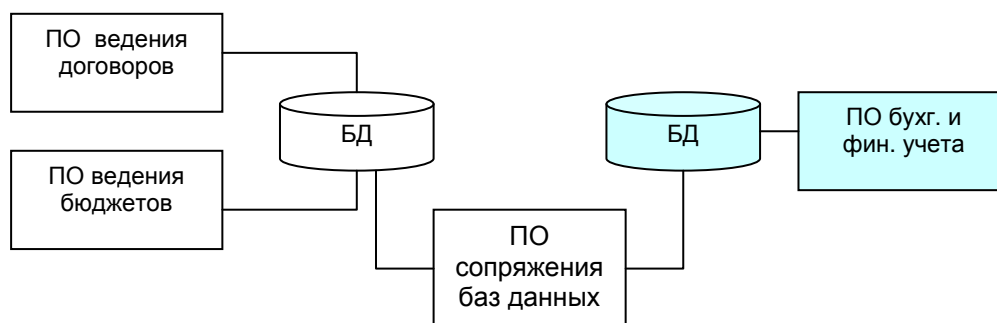 ПО ведения
договоров
БД
БД
ПО бухг. и
фин. учета
ПО ведения
бюджетов
ПО
сопряжения
баз данных